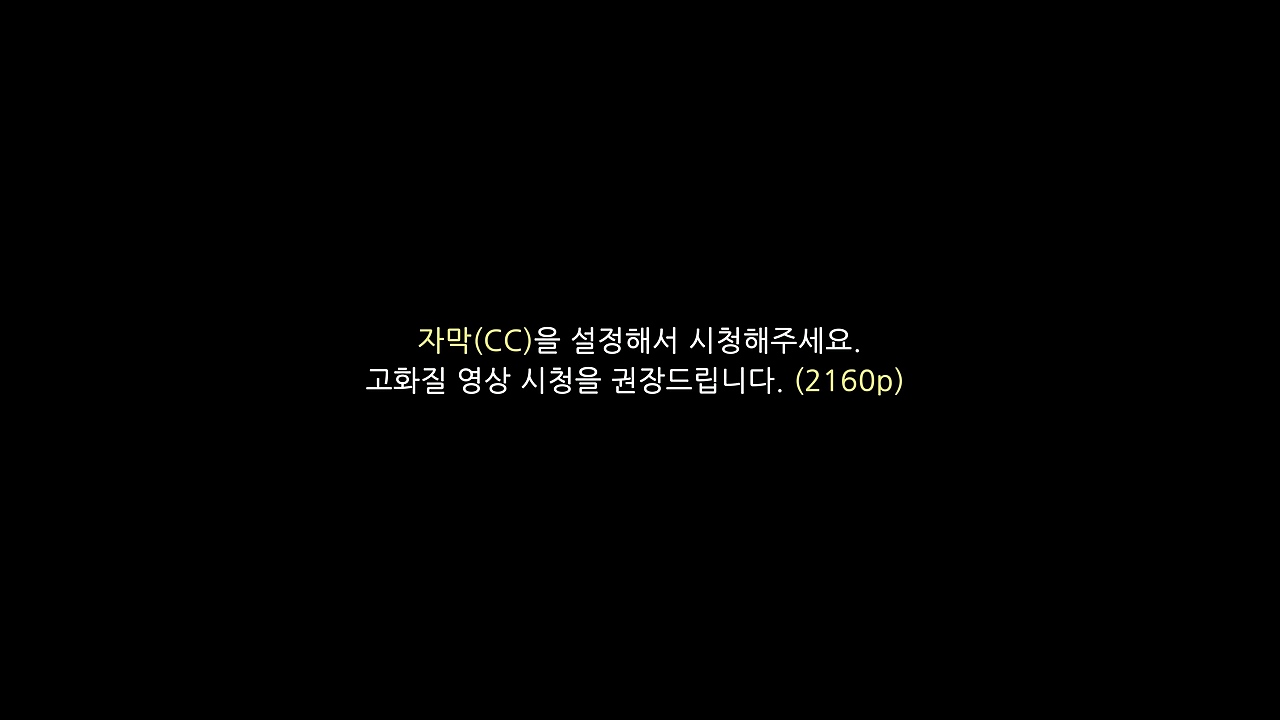 자막(CC)을 설정해서 시청해주세요.
고화질 영상 시청을 권장드립니다. (2160p)